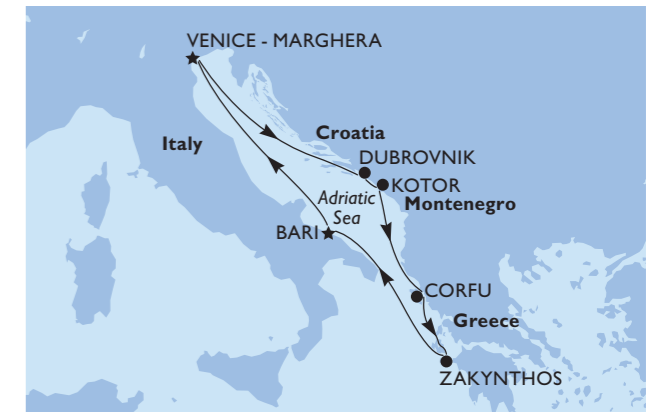 VENICE - MARGHERA
Italy
Croatia
DUBROVNIK
KOTOR
Adriatic
Sea
Montenegro
BARI
CORFU
Greece
ZAKYNTHOS